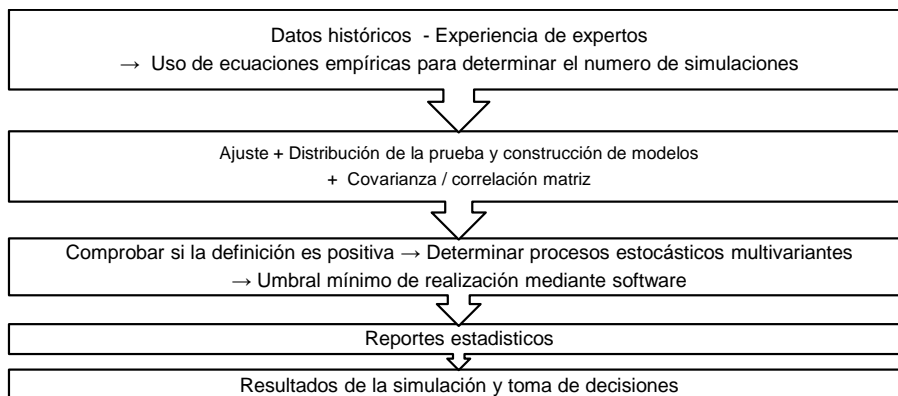 Datos históricos - Experiencia de expertos
→ Uso de ecuaciones empíricas para determinar el numero de simulaciones
Ajuste + Distribución de la prueba y construcción de modelos
+ Covarianza / correlación matriz
Comprobar si la definición es positiva → Determinar procesos estocásticos multivariantes
→ Umbral mínimo de realización mediante software
Reportes estadisticos
Resultados de la simulación y toma de decisiones